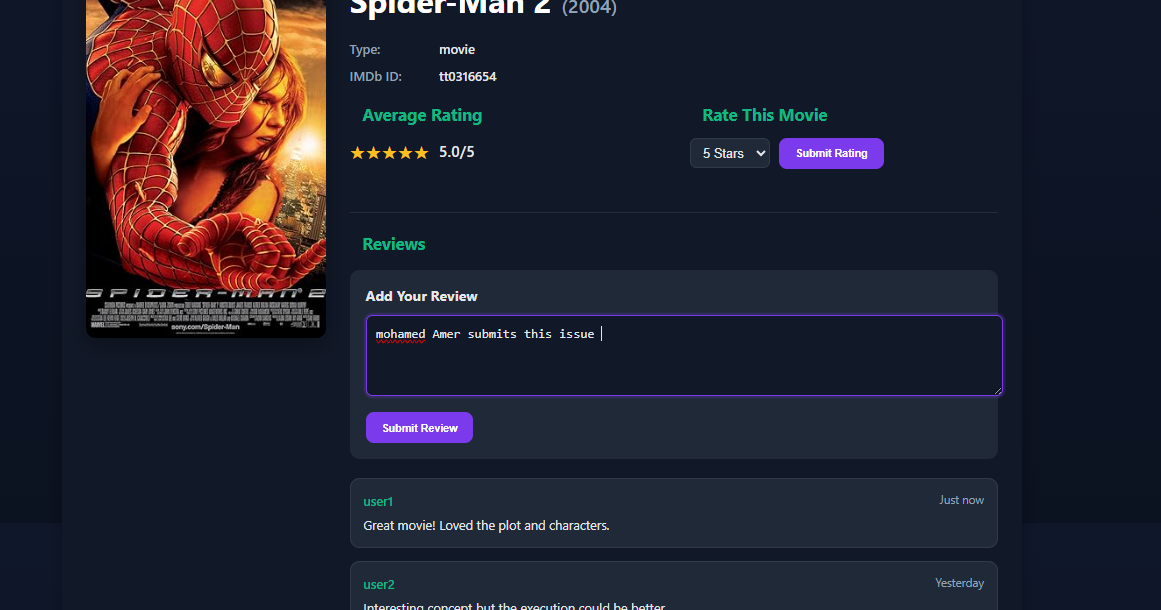 Spider-Man 2 (2004)
Type: movie
IMDb ID: tt0316654
Average Rating
★★★★★ 5.0/5
Rate This Movie
5 Stars Submit Rating
SPIDER-MAN 2
sony.com/Spider-Man
Reviews
Add Your Review
mohamed Amer submits this issue
Submit Review
user1 Just now
Great movie! Loved the plot and characters.
user2 Yesterday
Interesting concept but the execution could be better